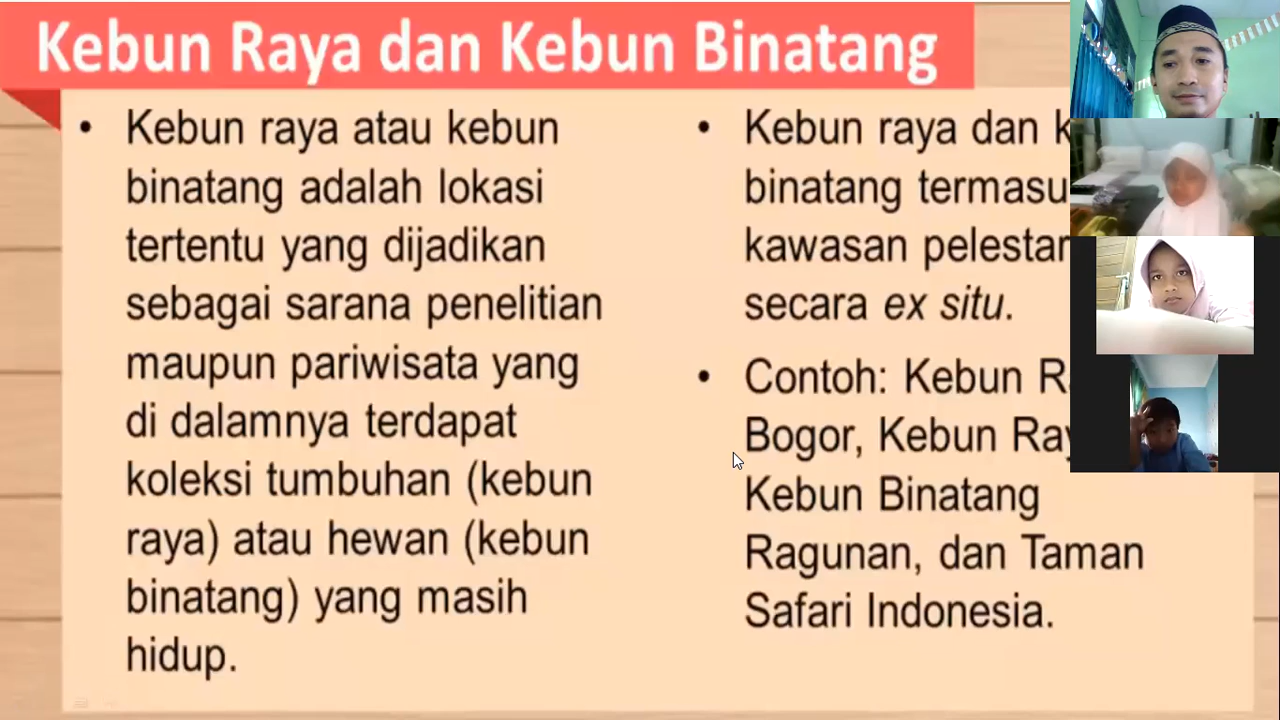 Kebun Raya dan Kebun Binatang
• Kebun raya atau kebun
binatang adalah lokasi
tertentu yang dijadikan
sebagai sarana penelitian
maupun pariwisata yang
di dalamnya terdapat
koleksi tumbuhan (kebun
raya) atau hewan (kebun
binatang) yang masih
hidup.
• Kebun raya dan
binatang
kawasan
secara ex situ.
• Contoh: Kebun
Bogor, Kebun
Kebun Binatang
Ragunan, dan Taman
Safari Indonesia.